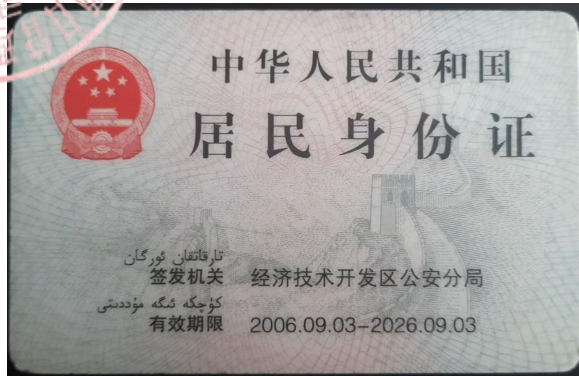 中华人民共和国
居民身份证
تارقاتقان ئورگان
签发机关 经济技术开发区公安分局
كۈچكە ئىگە مۇددىتى
有效期限 2006.09.03-2026.09.03